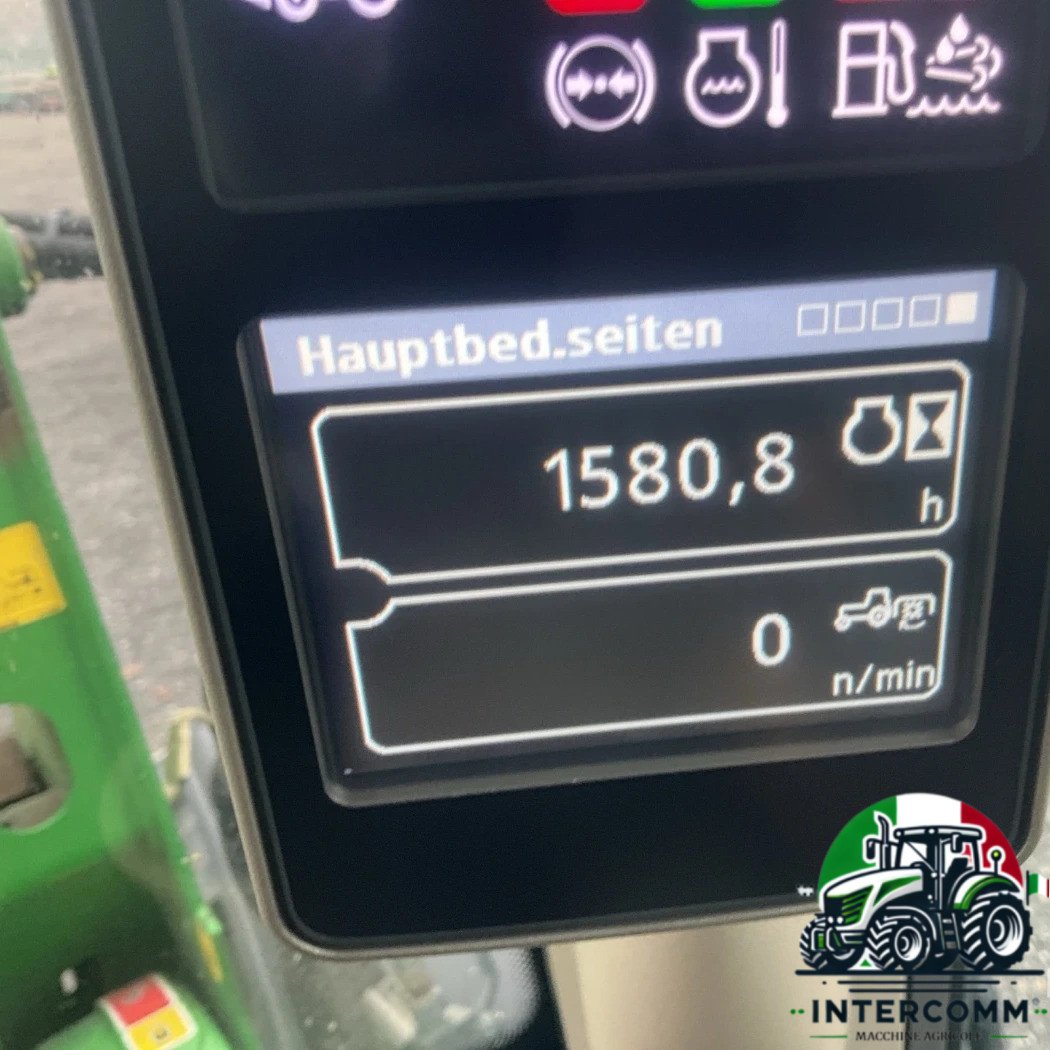 Hauptbed.seiten
1580,8
h
0
n/min
INTERCOMM
MACCHINE AGRICOLE